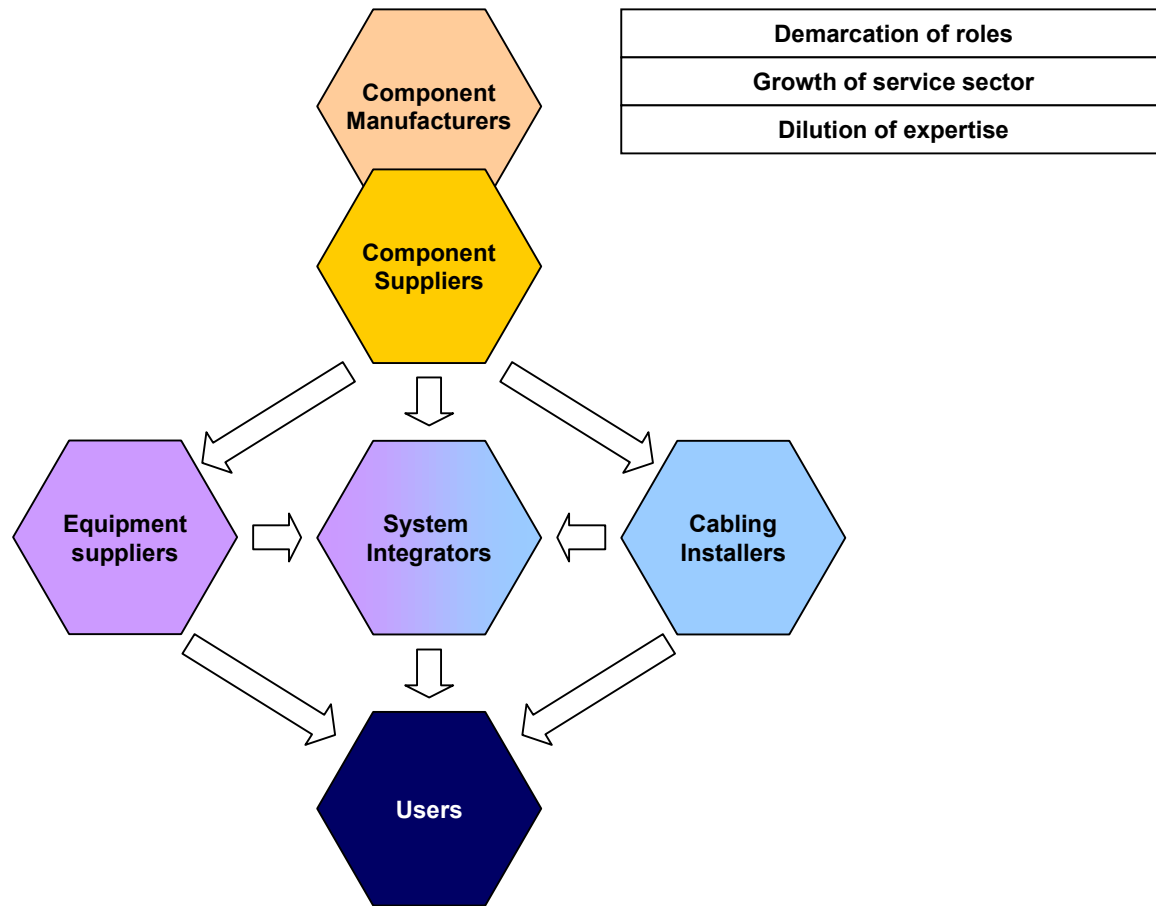 Component
Manufacturers
Demarcation of roles
Growth of service sector
Dilution of expertise
Component
Suppliers
Equipment
suppliers
System
Integrators
Cabling
Installers
Users